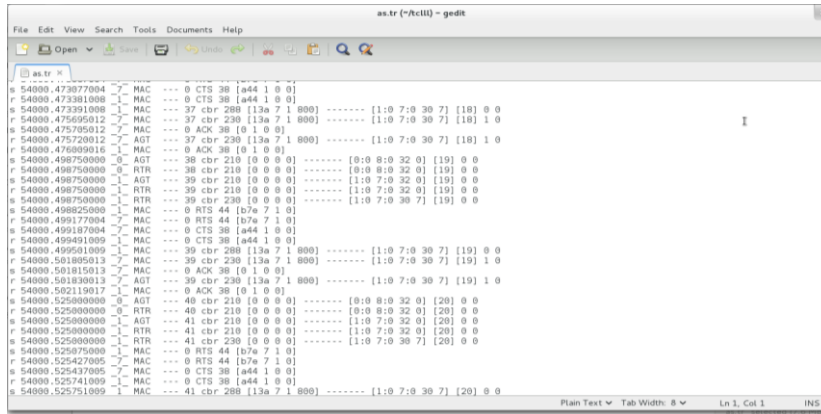 as.tr (~/tclll) - gedit
File Edit View Search Tools Documents Help
Open Save Undo
as.tr ×
s 54000.473077004 _7_ MAC --- 0 CTS 38 [a44 1 0 0]
r 54000.473381008 _1_ MAC --- 0 CTS 38 [a44 1 0 0]
s 54000.473391008 _1_ MAC --- 37 cbr 288 [13a 7 1 800] ------- [1:0 7:0 30 7] [18] 0 0
r 54000.475695012 _7_ MAC --- 37 cbr 230 [13a 7 1 800] ------- [1:0 7:0 30 7] [18] 1 0
s 54000.475705012 _7_ MAC --- 0 ACK 38 [0 1 0 0]
r 54000.475720012 _7_ AGT --- 37 cbr 230 [13a 7 1 800] ------- [1:0 7:0 30 7] [18] 1 0
r 54000.476009016 _1_ MAC --- 0 ACK 38 [0 1 0 0]
s 54000.498750000 _0_ AGT --- 38 cbr 210 [0 0 0 0] ------- [0:0 8:0 32 0] [19] 0 0
r 54000.498750000 _0_ RTR --- 38 cbr 210 [0 0 0 0] ------- [0:0 8:0 32 0] [19] 0 0
s 54000.498750000 _1_ AGT --- 39 cbr 210 [0 0 0 0] ------- [1:0 7:0 32 0] [19] 0 0
r 54000.498750000 _1_ RTR --- 39 cbr 210 [0 0 0 0] ------- [1:0 7:0 32 0] [19] 0 0
s 54000.498750000 _1_ RTR --- 39 cbr 230 [0 0 0 0] ------- [1:0 7:0 30 7] [19] 0 0
s 54000.498825000 _1_ MAC --- 0 RTS 44 [b7e 7 1 0]
r 54000.499177004 _7_ MAC --- 0 RTS 44 [b7e 7 1 0]
s 54000.499187004 _7_ MAC --- 0 CTS 38 [a44 1 0 0]
r 54000.499491009 _1_ MAC --- 0 CTS 38 [a44 1 0 0]
s 54000.499501009 _1_ MAC --- 39 cbr 288 [13a 7 1 800] ------- [1:0 7:0 30 7] [19] 0 0
r 54000.501805013 _7_ MAC --- 39 cbr 230 [13a 7 1 800] ------- [1:0 7:0 30 7] [19] 1 0
s 54000.501815013 _7_ MAC --- 0 ACK 38 [0 1 0 0]
r 54000.501830013 _7_ AGT --- 39 cbr 230 [13a 7 1 800] ------- [1:0 7:0 30 7] [19] 1 0
r 54000.502119017 _1_ MAC --- 0 ACK 38 [0 1 0 0]
s 54000.525000000 _0_ AGT --- 40 cbr 210 [0 0 0 0] ------- [0:0 8:0 32 0] [20] 0 0
r 54000.525000000 _0_ RTR --- 40 cbr 210 [0 0 0 0] ------- [0:0 8:0 32 0] [20] 0 0
s 54000.525000000 _1_ AGT --- 41 cbr 210 [0 0 0 0] ------- [1:0 7:0 32 0] [20] 0 0
r 54000.525000000 _1_ RTR --- 41 cbr 210 [0 0 0 0] ------- [1:0 7:0 32 0] [20] 0 0
s 54000.525000000 _1_ RTR --- 41 cbr 230 [0 0 0 0] ------- [1:0 7:0 30 7] [20] 0 0
s 54000.525075000 _1_ MAC --- 0 RTS 44 [b7e 7 1 0]
r 54000.525427005 _7_ MAC --- 0 RTS 44 [b7e 7 1 0]
s 54000.525437005 _7_ MAC --- 0 CTS 38 [a44 1 0 0]
r 54000.525741009 _1_ MAC --- 0 CTS 38 [a44 1 0 0]
s 54000.525751009 _1_ MAC --- 41 cbr 288 [13a 7 1 800] ------- [1:0 7:0 30 7] [20] 0 0
Plain Text Tab Width: 8 Ln 1, Col 1 INS